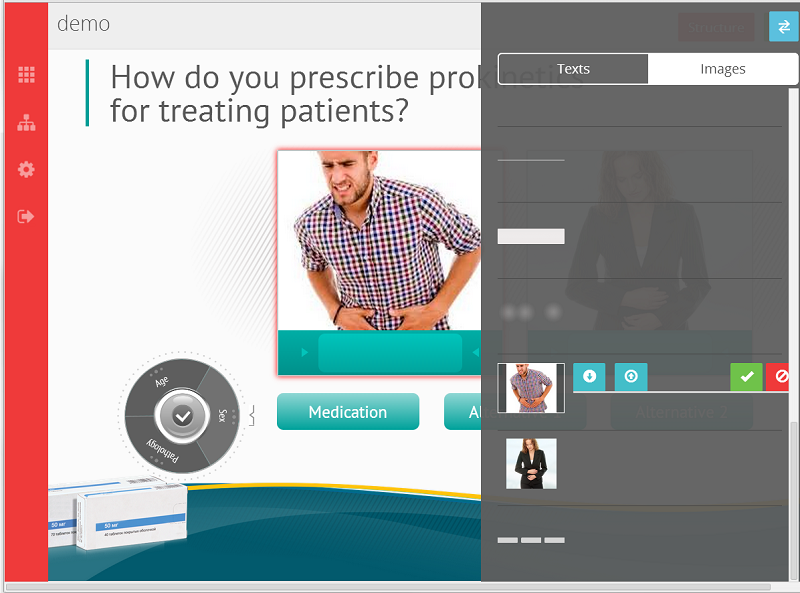 demo
Structure
Texts
Images
How do you prescribe prokinetics
for treating patients?
Age
Sex
Pathology
Medication
Alternative 2
50 мг
50 мг